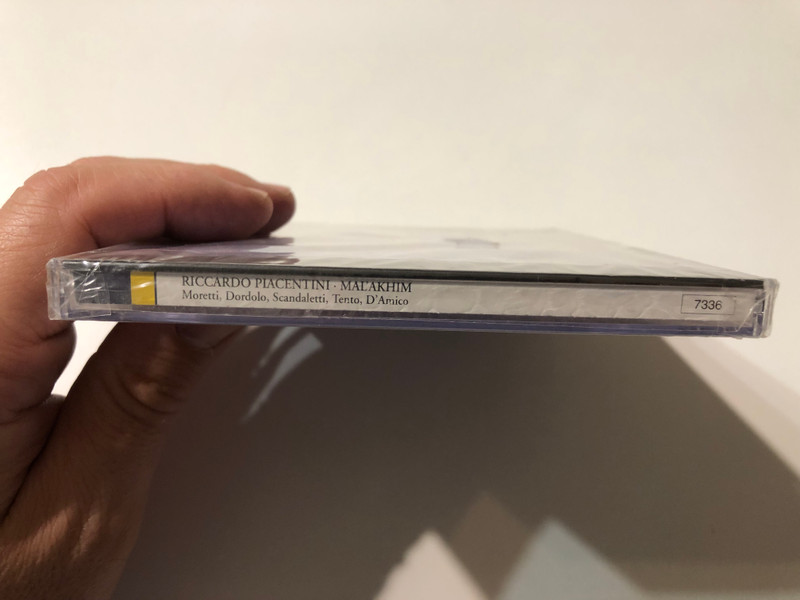 RICCARDO PIACENTINI · MAL'AKHIM
Moretti, Dordolo, Scandaletti, Tento, D'Amico
7336